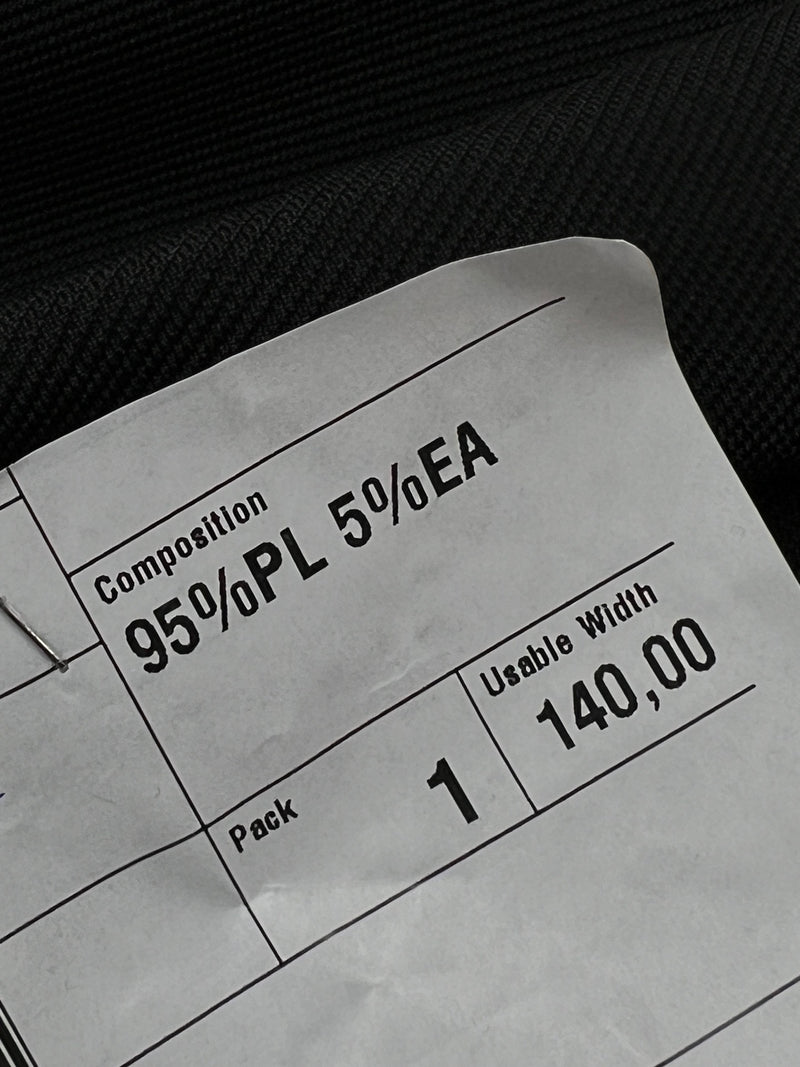 Composition
95%PL 5%EA
Usable Width
140,00
Pack
1